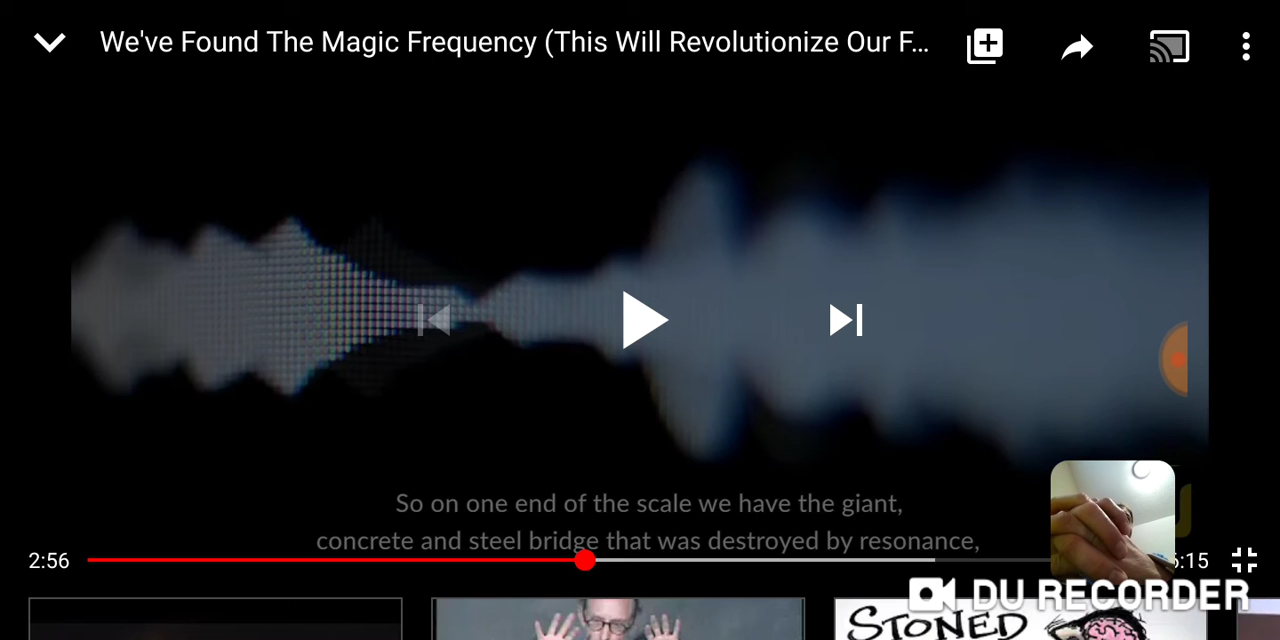 We've Found The Magic Frequency (This Will Revolutionize Our F...
So on one end of the scale we have the giant,
concrete and steel bridge that was destroyed by resonance,
2:56
:15
DU RECORDER
STONED